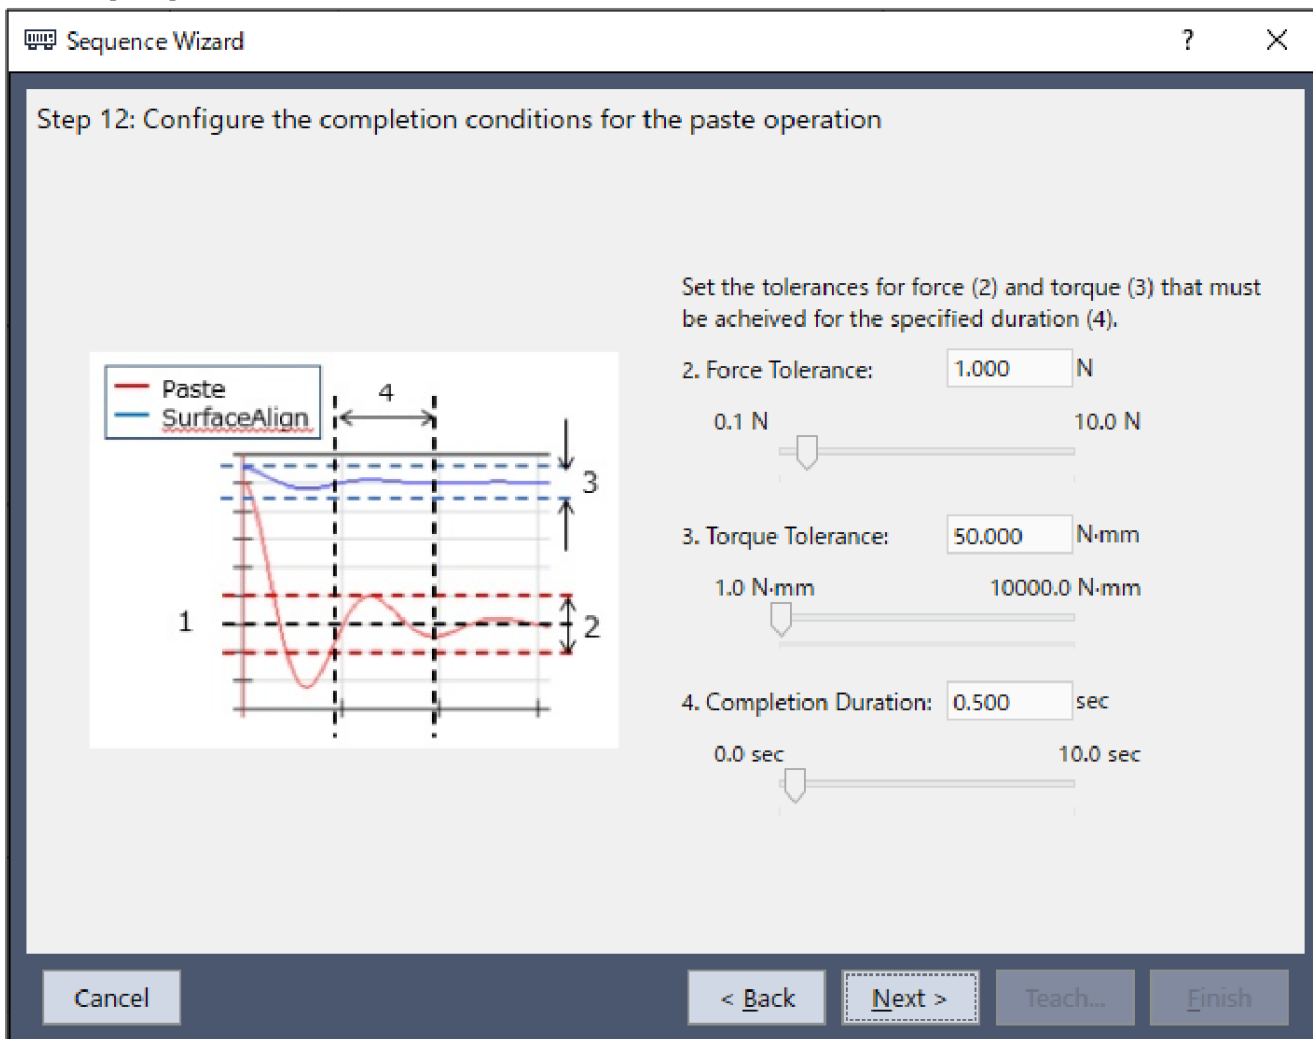 Sequence Wizard
?
Step 12: Configure the completion conditions for the paste operation
Set the tolerances for force (2) and torque (3) that must
be acheived for the specified duration (4).
Paste
SurfaceAlign
4
3
1
2
2. Force Tolerance: 1.000 N
0.1 N 10.0 N
3. Torque Tolerance: 50.000 N·mm
1.0 N·mm 10000.0 N·mm
4. Completion Duration: 0.500 sec
0.0 sec 10.0 sec
Cancel
< Back
Next >
Teach...
Finish